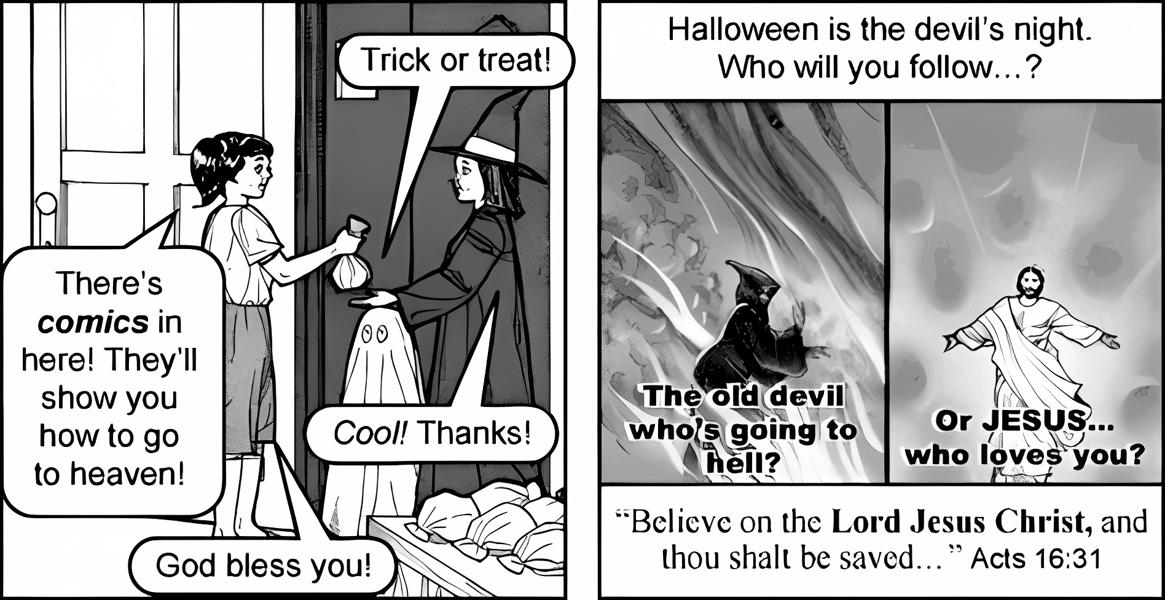 Trick or treat!
There's
comics in
here! They'll
show you
how to go
to heaven!
Cool! Thanks!
God bless you!
Halloween is the devil's night.
Who will you follow...?
The old devil
who's going to
hell?
Or JESUS...
who loves you?
“Believe on the Lord Jesus Christ, and
thou shalt be saved...” Acts 16:31